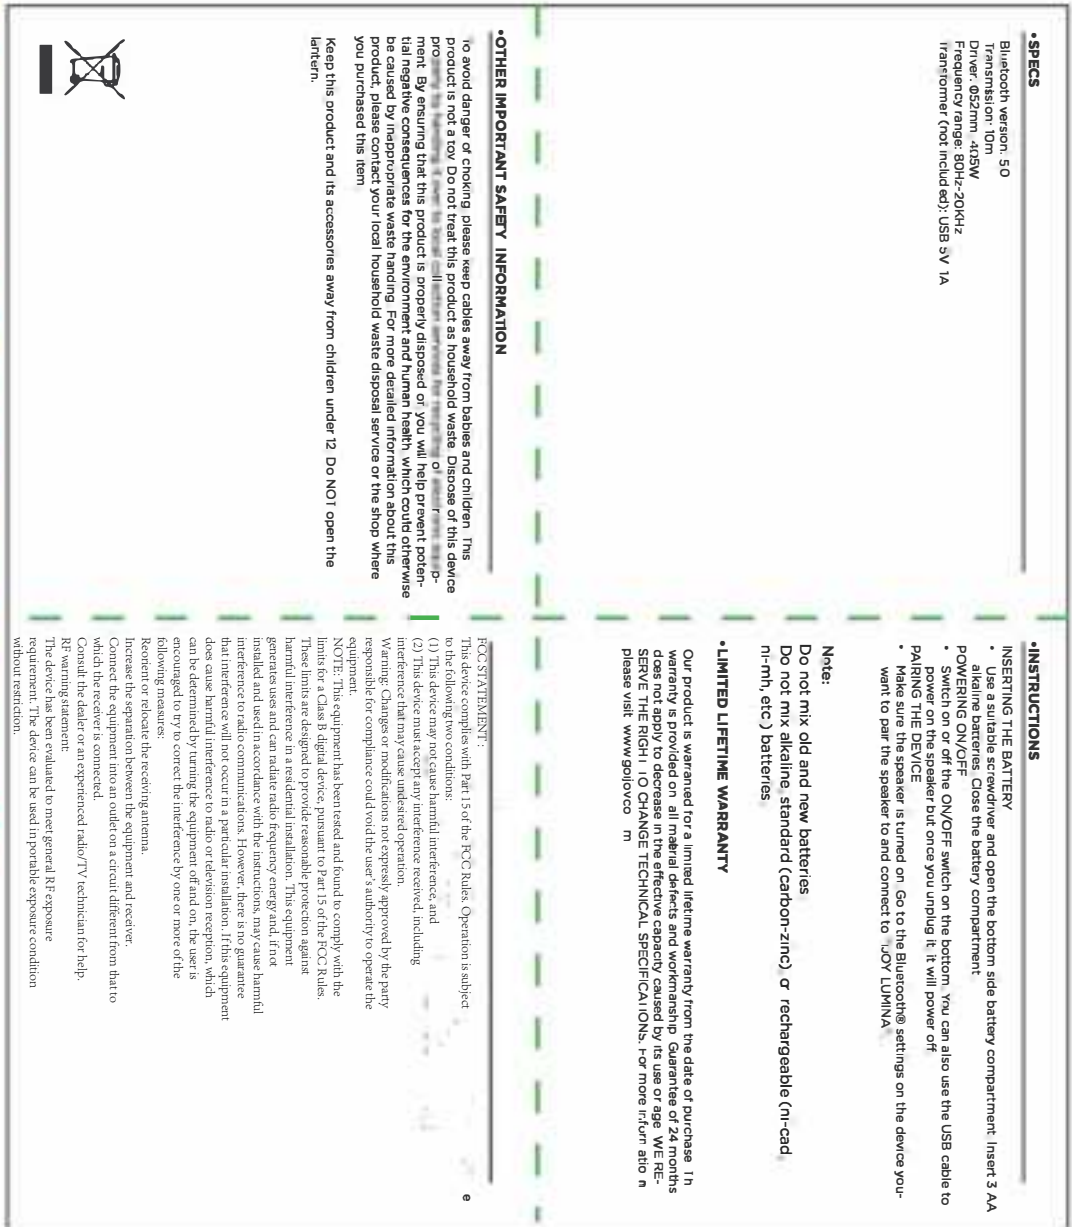 •SPECS
Bluetooth version: 5.0
Transmission: 10m
Driver: Φ52mm, 4Ω5W
Frequency range: 80Hz-20KHz
Transformer (not included): USB 5V 1A
•INSTRUCTIONS
INSERTING THE BATTERY
• Use a suitable screwdriver and open the bottom side battery compartment. Insert 3 AA
alkaline batteries. Close the battery compartment
POWERING ON/OFF
• Switch on or off the ON/OFF switch on the bottom. You can also use the USB cable to
power on the speaker but once you unplug it, it will power off.
PAIRING THE DEVICE
• Make sure the speaker is turned on. Go to the Bluetooth® settings on the device you-
want to pair the speaker to and connect to "JOY LUMINA".
Note:
Do not mix old and new batteries.
Do not mix alkaline, standard (carbon-zinc), or rechargeable (ni-cad,
ni-mh, etc.) batteries.
•LIMITED LIFETIME WARRANTY
Our product is warranted for a limited lifetime warranty from the date of purchase. Th
warranty is provided on all material defects and workmanship. Guarantee of 24 months
does not apply to decrease in the effective capacity caused by its use or age. WE RE-
SERVE THE RIGHT TO CHANGE TECHNICAL SPECIFICATIONS. For more informatio n
please visit www.gojoyco m
•OTHER IMPORTANT SAFETY INFORMATION
To avoid danger of choking, please keep cables away from babies and children. This
product is not a toy. Do not treat this product as household waste. Dispose of this device
properly by handing it over to local collection services for recycling of electronic equip-
ment. By ensuring that this product is properly disposed of you will help prevent poten-
tial negative consequences for the environment and human health, which could otherwise
be caused by inappropriate waste handing. For more detailed information about this
product, please contact your local household waste disposal service or the shop where
you purchased this item.
Keep this product and its accessories away from children under 12. Do NOT open the
lantern.
e
FCC STATEMENT :
This device complies with Part 15 of the FCC Rules. Operation is subject
to the following two conditions:
(1) This device may not cause harmful interference, and
(2) This device must accept any interference received, including
interference that may cause undesired operation.
Warning: Changes or modifications not expressly approved by the party
responsible for compliance could void the user's authority to operate the
equipment.
NOTE: This equipment has been tested and found to comply with the
limits for a Class B digital device, pursuant to Part 15 of the FCC Rules.
These limits are designed to provide reasonable protection against
harmful interference in a residential installation. This equipment
generates uses and can radiate radio frequency energy and, if not
installed and used in accordance with the instructions, may cause harmful
interference to radio communications. However, there is no guarantee
that interference will not occur in a particular installation. If this equipment
does cause harmful interference to radio or television reception, which
can be determined by turning the equipment off and on, the user is
encouraged to try to correct the interference by one or more of the
following measures:
Reorient or relocate the receiving antenna.
Increase the separation between the equipment and receiver.
Connect the equipment into an outlet on a circuit different from that to
which the receiver is connected.
Consult the dealer or an experienced radio/TV technician for help.
RF warning statement:
The device has been evaluated to meet general RF exposure
requirement. The device can be used in portable exposure condition
without restriction.